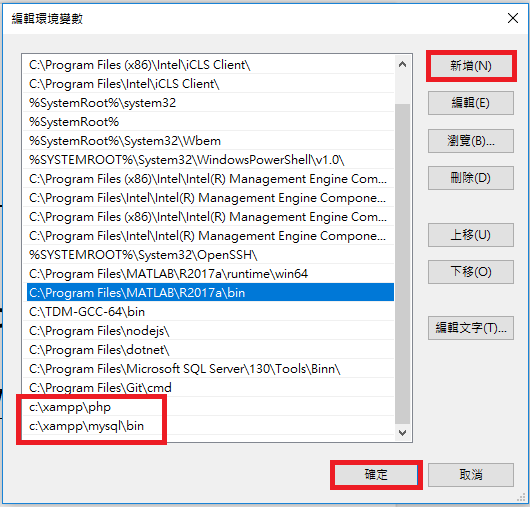 編輯環境變數
C:\Program Files (x86)\Intel\iCLS Client\
C:\Program Files\Intel\iCLS Client\
%SystemRoot%\system32
%SystemRoot%
%SystemRoot%\System32\Wbem
%SYSTEMROOT%\System32\WindowsPowerShell\v1.0\
C:\Program Files (x86)\Intel\Intel(R) Management Engine Com...
C:\Program Files\Intel\Intel(R) Management Engine Compone...
C:\Program Files (x86)\Intel\Intel(R) Management Engine Com...
C:\Program Files\Intel\Intel(R) Management Engine Compone...
%SYSTEMROOT%\System32\OpenSSH\
C:\Program Files\MATLAB\R2017a\runtime\win64
C:\Program Files\MATLAB\R2017a\bin
C:\TDM-GCC-64\bin
C:\Program Files\nodejs\
C:\Program Files\dotnet\
C:\Program Files\Microsoft SQL Server\130\Tools\Binn\
C:\Program Files\Git\cmd
c:\xampp\php
c:\xampp\mysql\bin
新增(N)
編輯(E)
瀏覽(B)...
刪除(D)
上移(U)
下移(O)
編輯文字(T)...
確定
取消